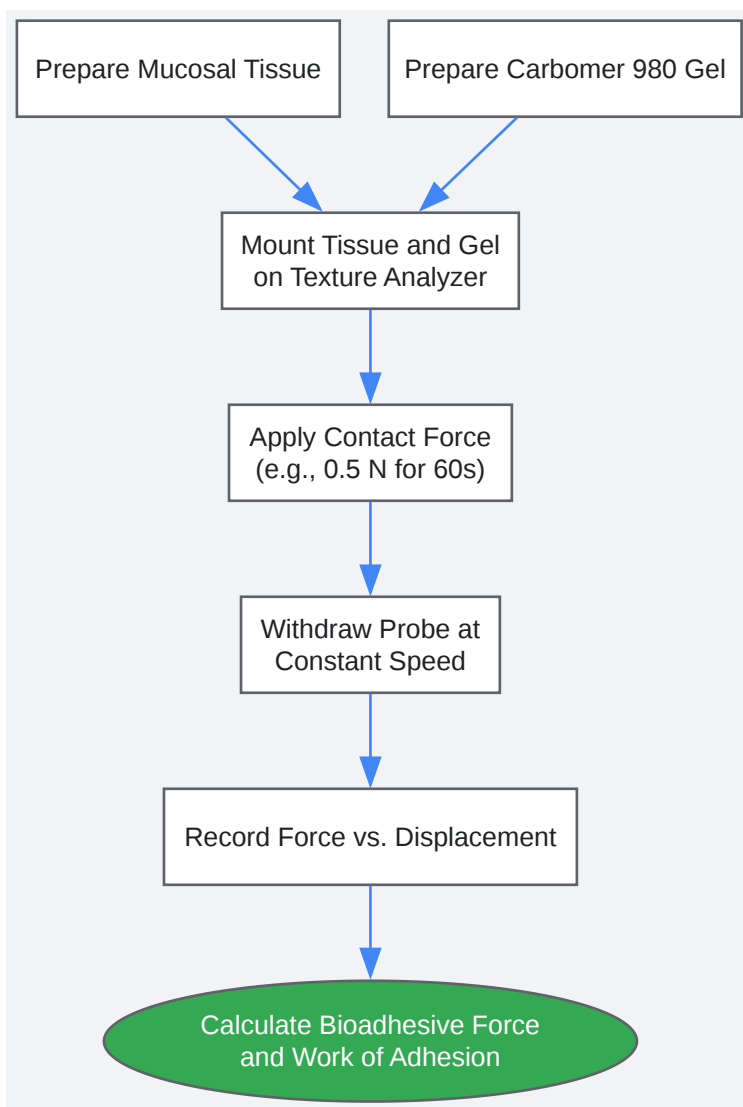 Prepare Mucosal Tissue
Prepare Carbomer 980 Gel
Mount Tissue and Gel
on Texture Analyzer
Apply Contact Force
(e.g., 0.5 N for 60s)
Withdraw Probe at
Constant Speed
Record Force vs. Displacement
Calculate Bioadhesive Force
and Work of Adhesion